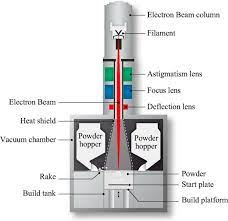 Electron Beam column
Filament
Astigmatism lens
Focus lens
Electron Beam
Deflection lens
Heat shield
Vacuum chamber
Powder
hopper
Powder
hopper
Rake
Powder
Build tank
Start plate
Build platform